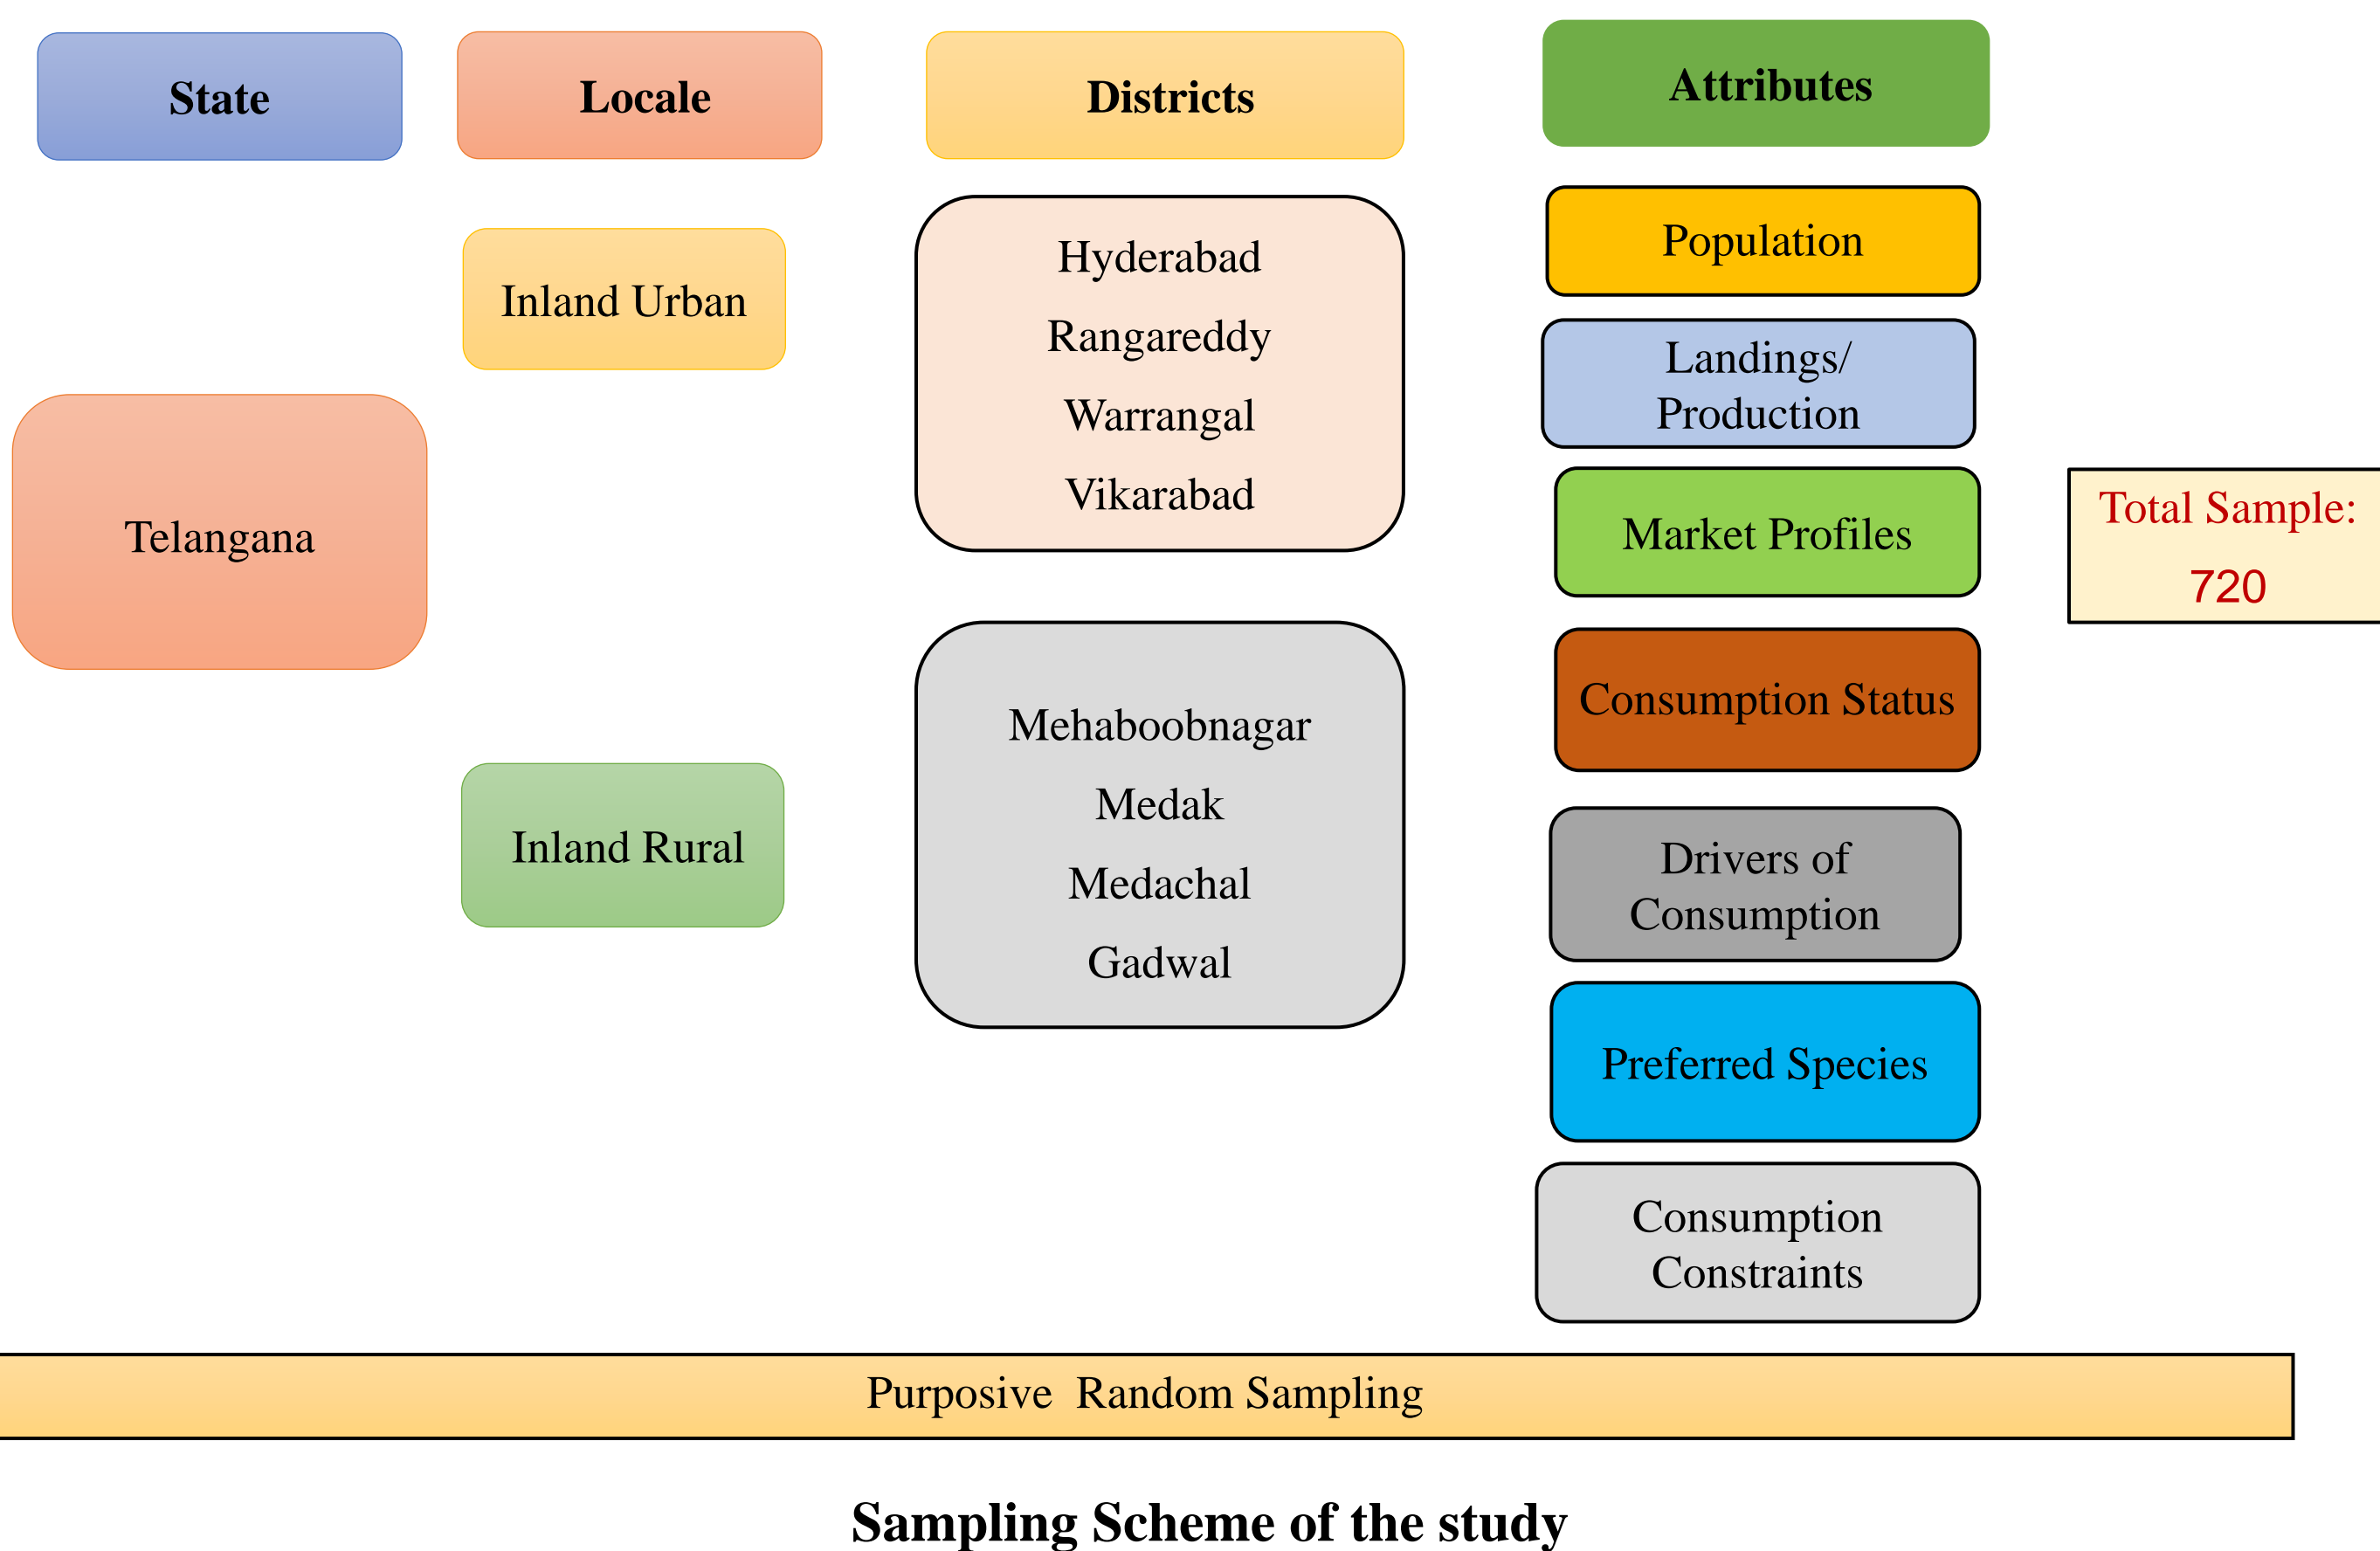 State
Locale
Districts
Attributes
Telangana
Inland Urban
Inland Rural
Hyderabad
Rangareddy
Warrangal
Vikarabad
Mehaboobnagar
Medak
Medachal
Gadwal
Population
Landings/
Production
Market Profiles
Consumption Status
Drivers of
Consumption
Preferred Species
Consumption
Constraints
Total Sample:
720
Purposive Random Sampling
Sampling Scheme of the study